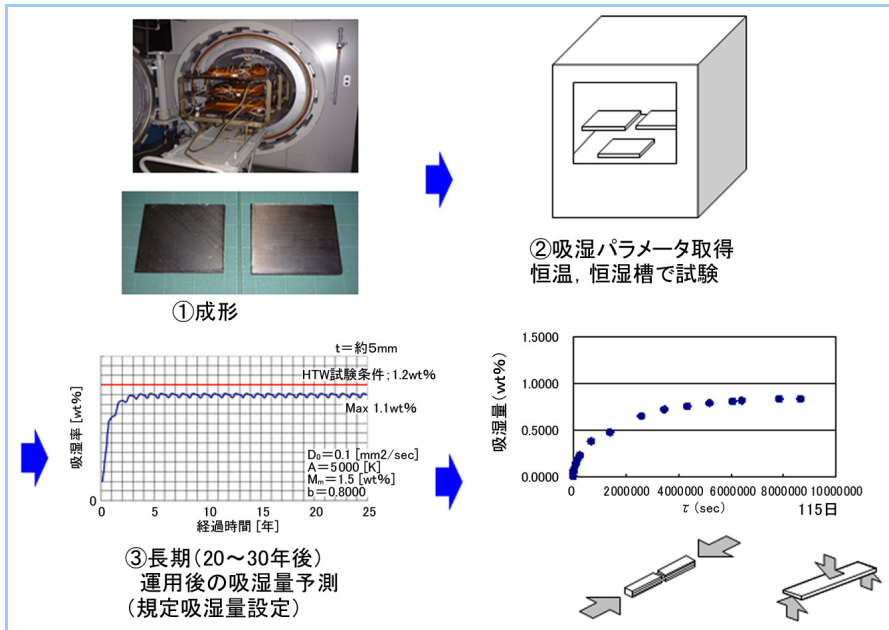 ①成形
②吸湿パラメータ取得
恒温，恒湿槽で試験
t＝約5mm
HTW試験条件；1.2wt%
Max 1.1wt%
D₀=0.1 [mm2/sec]
A=5000 [K]
Mₘ=1.5 [wt%]
b=0.8000
吸湿率 [wt%]
0
0 5 10 15 20 25
経過時間 [年]
③長期（20～30年後）
運用後の吸湿量予測
（規定吸湿量設定）
吸湿量（wt%）
1.5000
1.0000
0.5000
0.0000
0 2000000 4000000 6000000 8000000 10000000
τ（sec）
115日